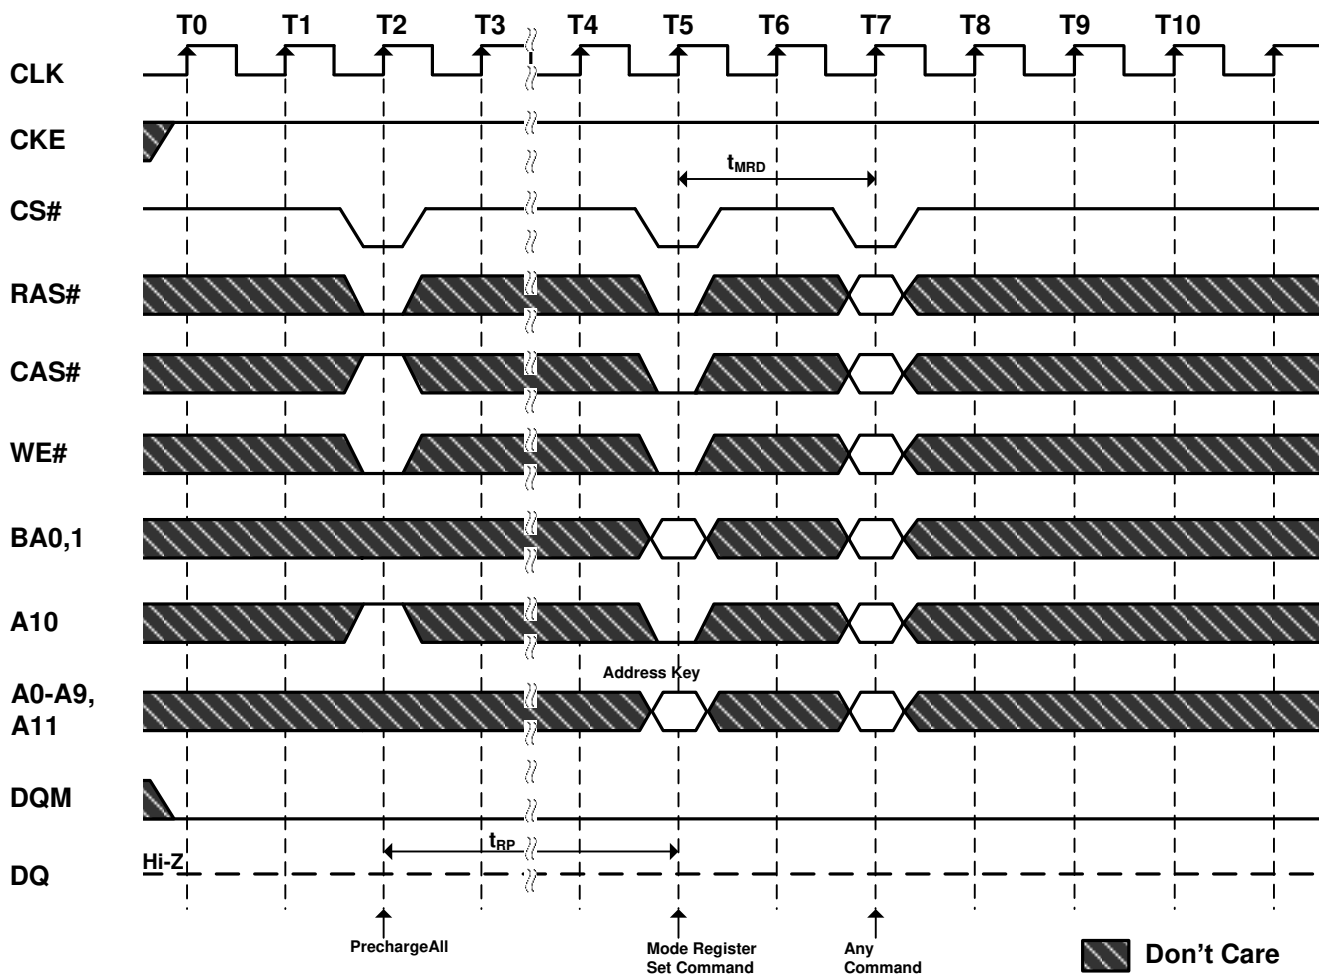 T0 T1 T2 T3 T4 T5 T6 T7 T8 T9 T10
CLK
CKE
tMRD
CS#
RAS#
CAS#
WE#
BA0,1
A10
Address Key
A0-A9,
A11
DQM
tRP
Hi-Z
DQ
PrechargeAll
Mode Register
Set Command
Any
Command
Don't Care